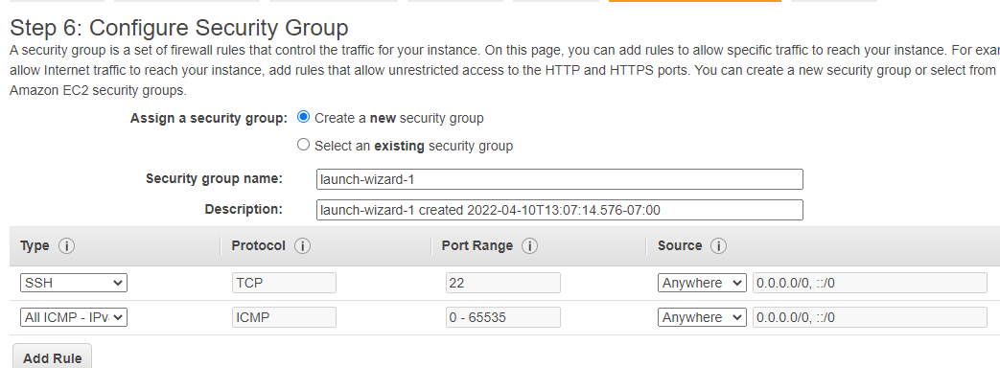 Step 6: Configure Security Group
A security group is a set of firewall rules that control the traffic for your instance. On this page, you can add rules to allow specific traffic to reach your instance. For exa
allow Internet traffic to reach your instance, add rules that allow unrestricted access to the HTTP and HTTPS ports. You can create a new security group or select from
Amazon EC2 security groups.
Assign a security group: Create a new security group
Select an existing security group
Security group name: launch-wizard-1
Description: launch-wizard-1 created 2022-04-10T13:07:14.576-07:00
Type i Protocol i Port Range i Source i
SSH TCP 22 Anywhere 0.0.0.0/0, ::/0
All ICMP - IPv ICMP 0 - 65535 Anywhere 0.0.0.0/0, ::/0
Add Rule